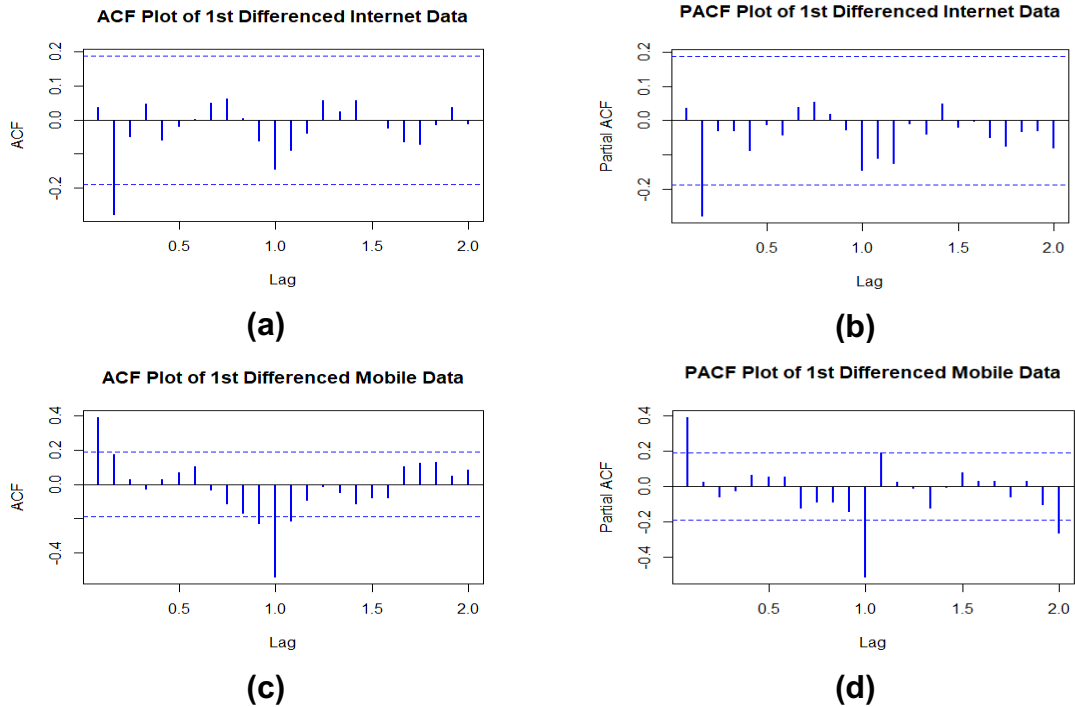 ACF Plot of 1st Differenced Internet Data
ACF
0.2
0.1
0.0
-0.2
0.5
1.0
1.5
2.0
Lag
(a)
PACF Plot of 1st Differenced Internet Data
Partial ACF
0.2
0.1
0.0
-0.2
0.5
1.0
1.5
2.0
Lag
(b)
ACF Plot of 1st Differenced Mobile Data
ACF
0.4
0.2
0.0
-0.4
0.5
1.0
1.5
2.0
Lag
(c)
PACF Plot of 1st Differenced Mobile Data
Partial ACF
0.4
0.2
0.0
-0.2
-0.4
0.5
1.0
1.5
2.0
Lag
(d)